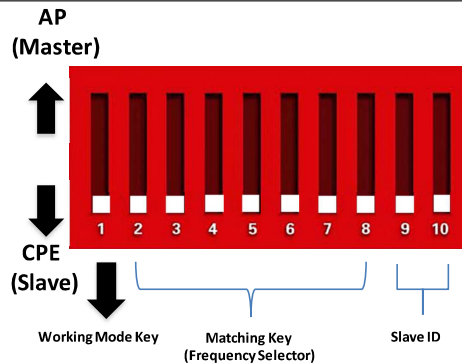 AP
(Master)
1 2 3 4 5 6 7 8 9 10
CPE
(Slave)
Working Mode Key
Matching Key
(Frequency Selector)
Slave ID